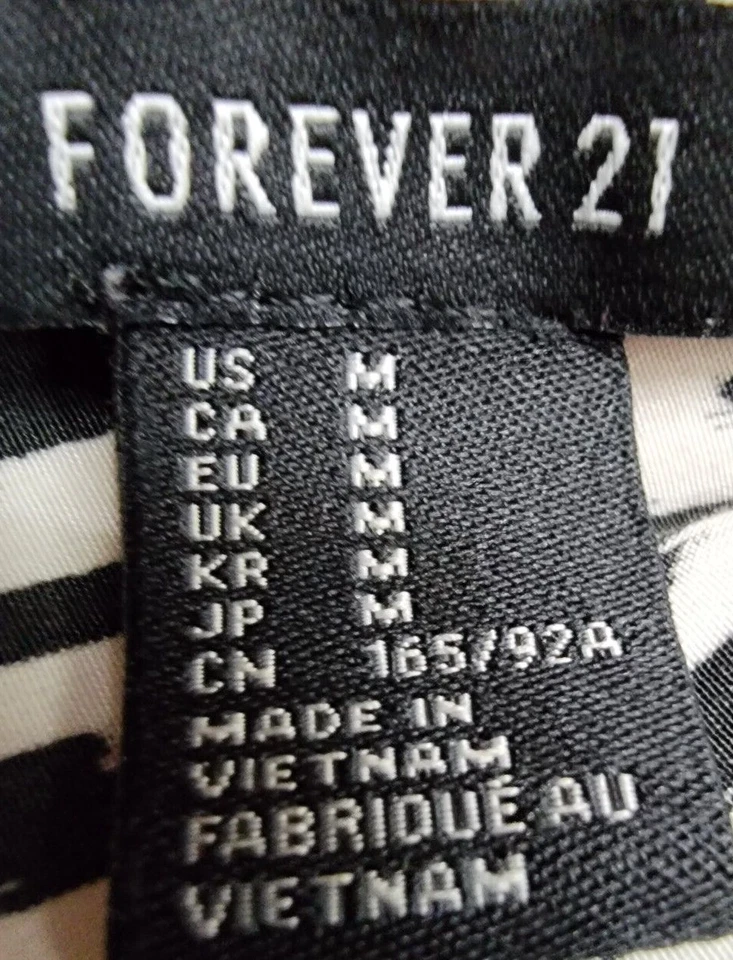 FOREVER 21
US M
CA M
EU M
UK M
KR M
JP M
CN 165/92A
MADE IN
VIETNAM
FABRIQUÉ AU
VIETNAM